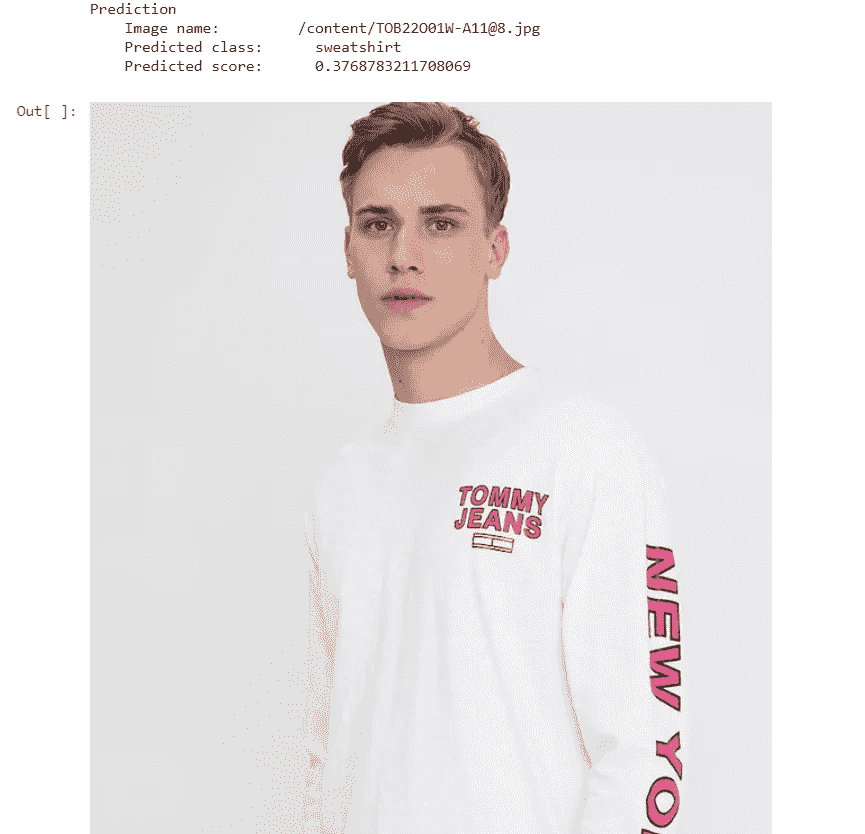 Prediction
Image name: /content/TOB22O01W-A11@8.jpg
Predicted class: sweatshirt
Predicted score: 0.3768783211708069
Out[ ]:
TOMMY
JEANS
NEW YO